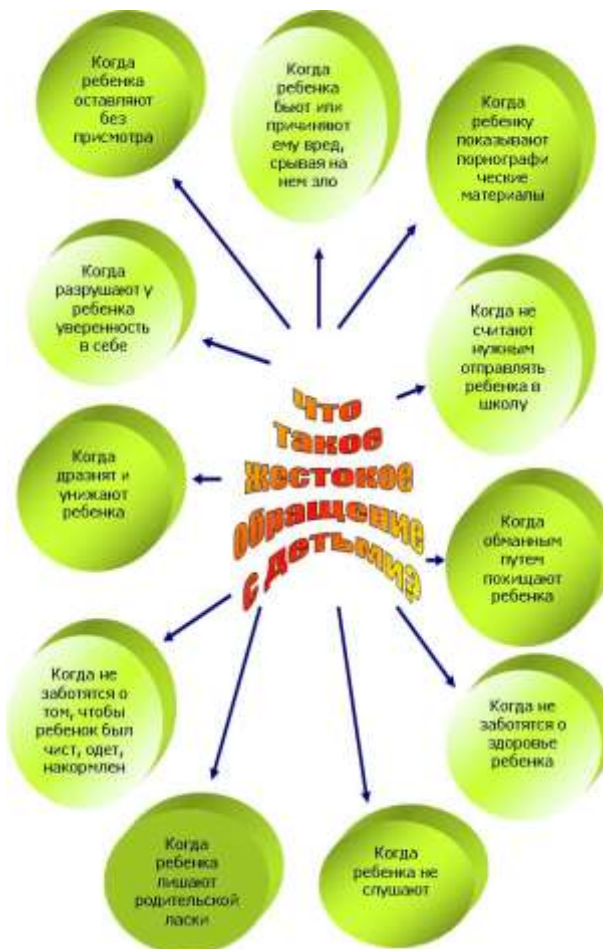 Когда
ребенка
оставляют
без
присмотра
Когда
ребенка
бьют или
причиняют
ему вред,
срывая на
нем зло
Когда
ребенку
показывают
порнографи
ческие
материалы
Когда
разрушают у
ребенка
уверенность
в себе
Когда не
считают
нужным
отправлять
ребенка в
школу
Что
такое
жестокое
обращение
с детьми?
Когда
дразнят и
унижают
ребенка
Когда
обманным
путем
похищают
ребенка
Когда не
заботятся о
том, чтобы
ребенок был
чист, одет,
накормлен
Когда не
заботятся о
здоровье
ребенка
Когда
ребенка
лишают
родительской
ласки
Когда
ребенка не
слушают